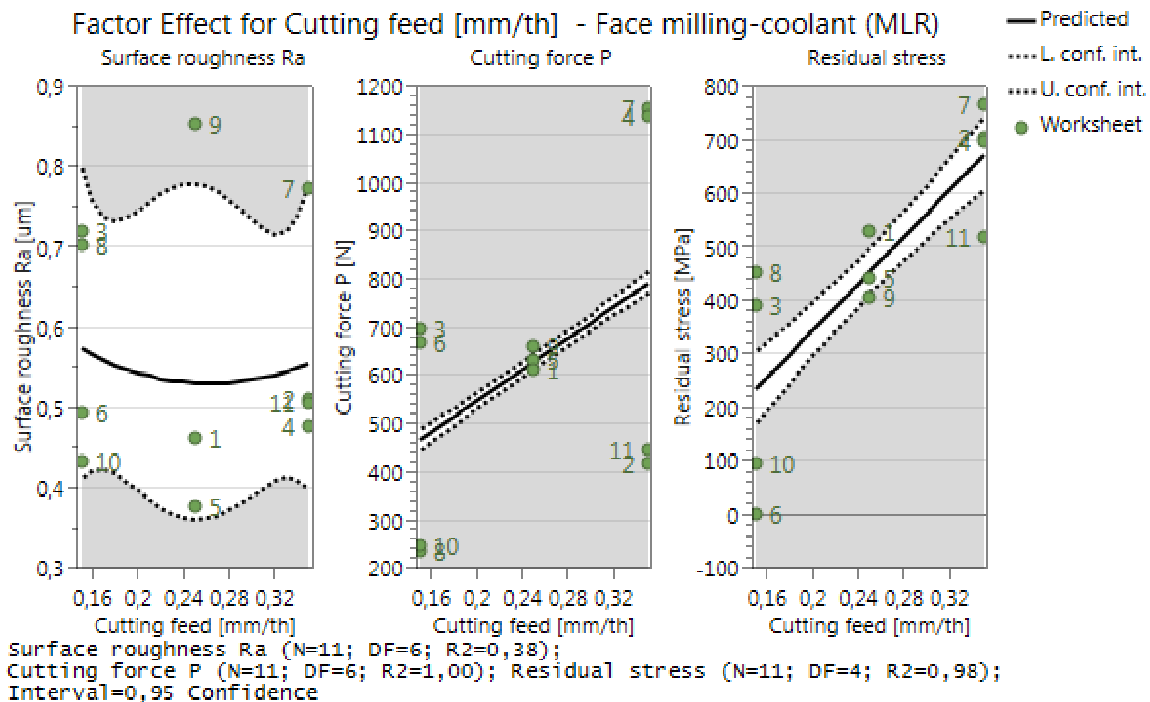 Factor Effect for Cutting feed [mm/th] - Face milling-coolant (MLR)
Predicted
L. conf. int.
U. conf. int.
Worksheet
Surface roughness Ra
Surface roughness Ra [um]
0,9
0,8
0,7
0,6
0,5
0,4
0,3
9
7
3
8
6
10
1
5
2
4
0,16 0,2 0,24 0,28 0,32
Cutting feed [mm/th]
Cutting force P
Cutting force P [N]
1200
1100
1000
900
800
700
600
500
400
300
200
7
4
3
6
5
1
11
2
10
8
0,16 0,2 0,24 0,28 0,32
Cutting feed [mm/th]
Residual stress
Residual stress [MPa]
800
700
600
500
400
300
200
100
0
-100
7
4
1
11
8
5
9
3
10
6
0,16 0,2 0,24 0,28 0,32
Cutting feed [mm/th]
Surface roughness Ra (N=11; DF=6; R2=0,38);
Cutting force P (N=11; DF=6; R2=1,00); Residual stress (N=11; DF=4; R2=0,98);
Interval=0,95 Confidence